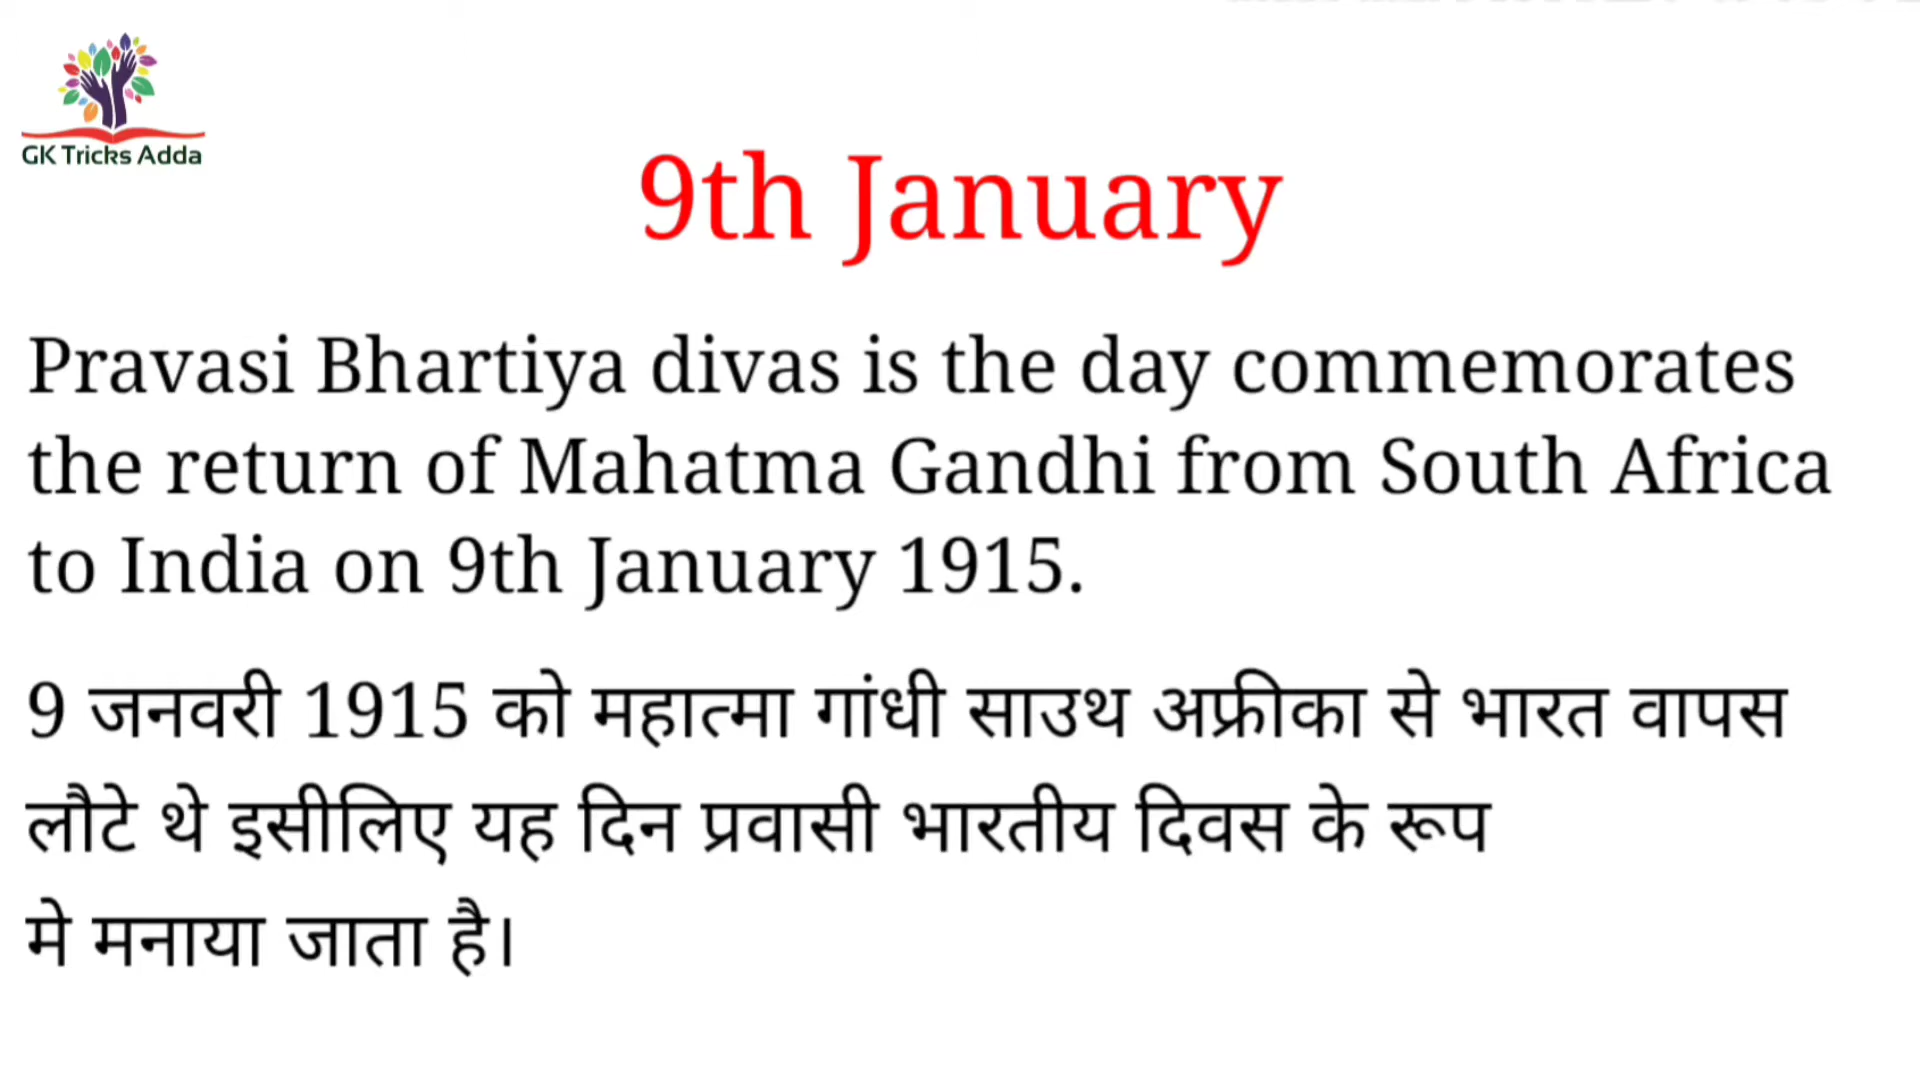 GK Tricks Adda
9th January
Pravasi Bhartiya divas is the day commemorates
the return of Mahatma Gandhi from South Africa
to India on 9th January 1915.
9 जनवरी 1915 को महात्मा गांधी साउथ अफ्रीका से भारत वापस
लौटे थे इसीलिए यह दिन प्रवासी भारतीय दिवस के रूप
मे मनाया जाता है।